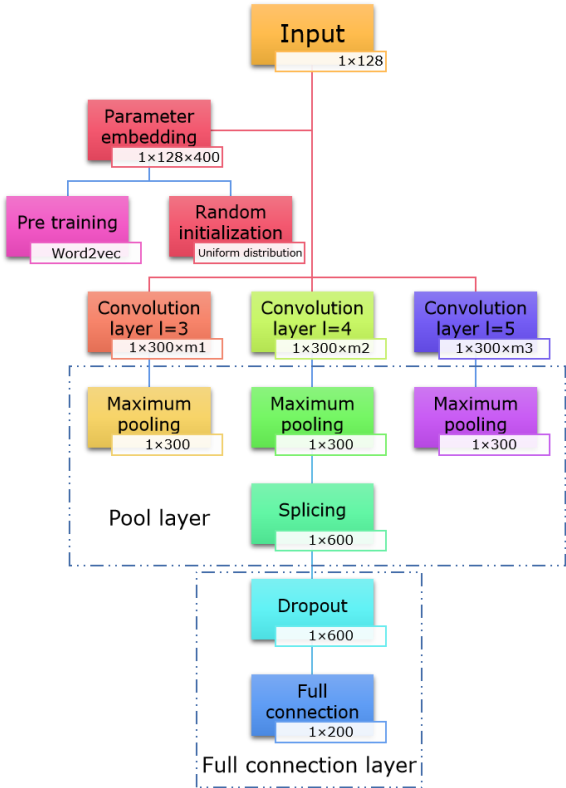 Input
1×128
Parameter
embedding
1×128×400
Pre training
Word2vec
Random
initialization
Uniform distribution
Convolution
layer l=3
1×300×m1
Convolution
layer l=4
1×300×m2
Convolution
layer l=5
1×300×m3
Maximum
pooling
1×300
Maximum
pooling
1×300
Maximum
pooling
1×300
Pool layer
Splicing
1×600
Dropout
1×600
Full
connection
1×200
Full connection layer